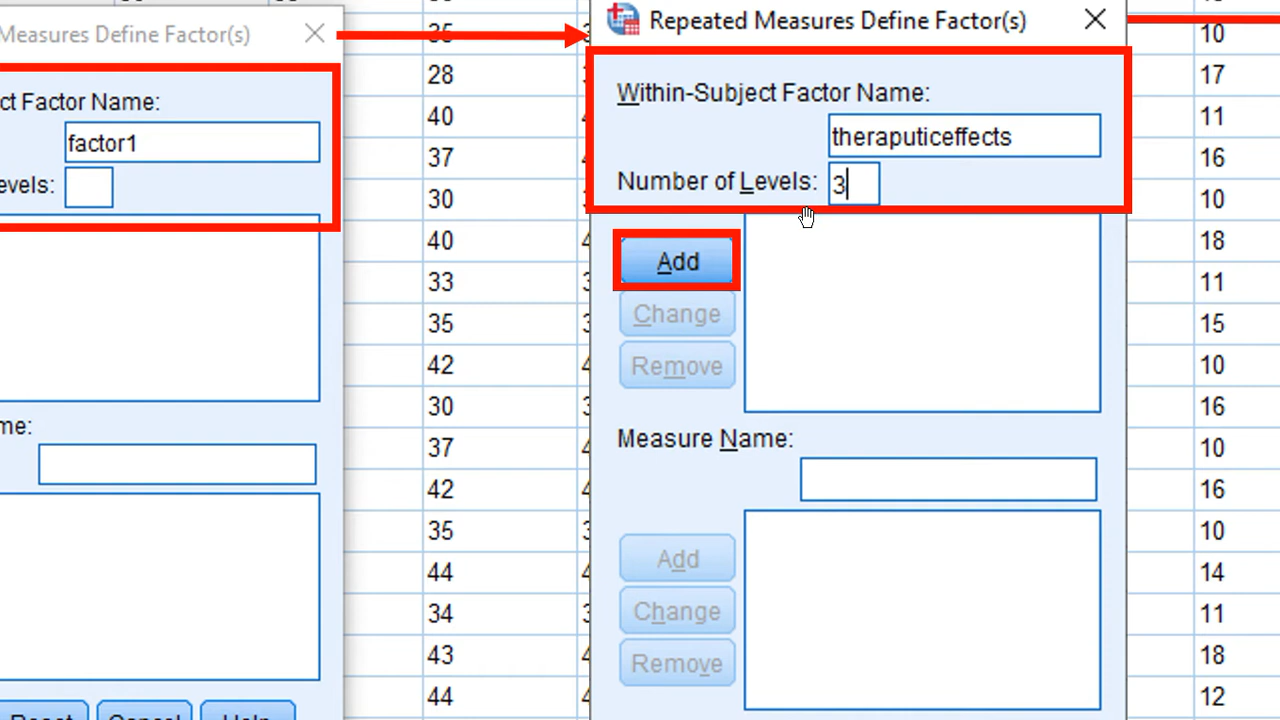 Measures Define Factor(s)
ct Factor Name:
factor1
evels:
me:
Reset
Cancel
Help
28
40
37
30
40
33
35
42
30
37
42
35
44
34
43
44
Repeated Measures Define Factor(s)
Within-Subject Factor Name:
theraputiceffects
Number of Levels: 3
Add
Change
Remove
Measure Name:
Add
Change
Remove
10
17
11
16
10
18
11
15
10
16
10
16
10
14
11
18
12